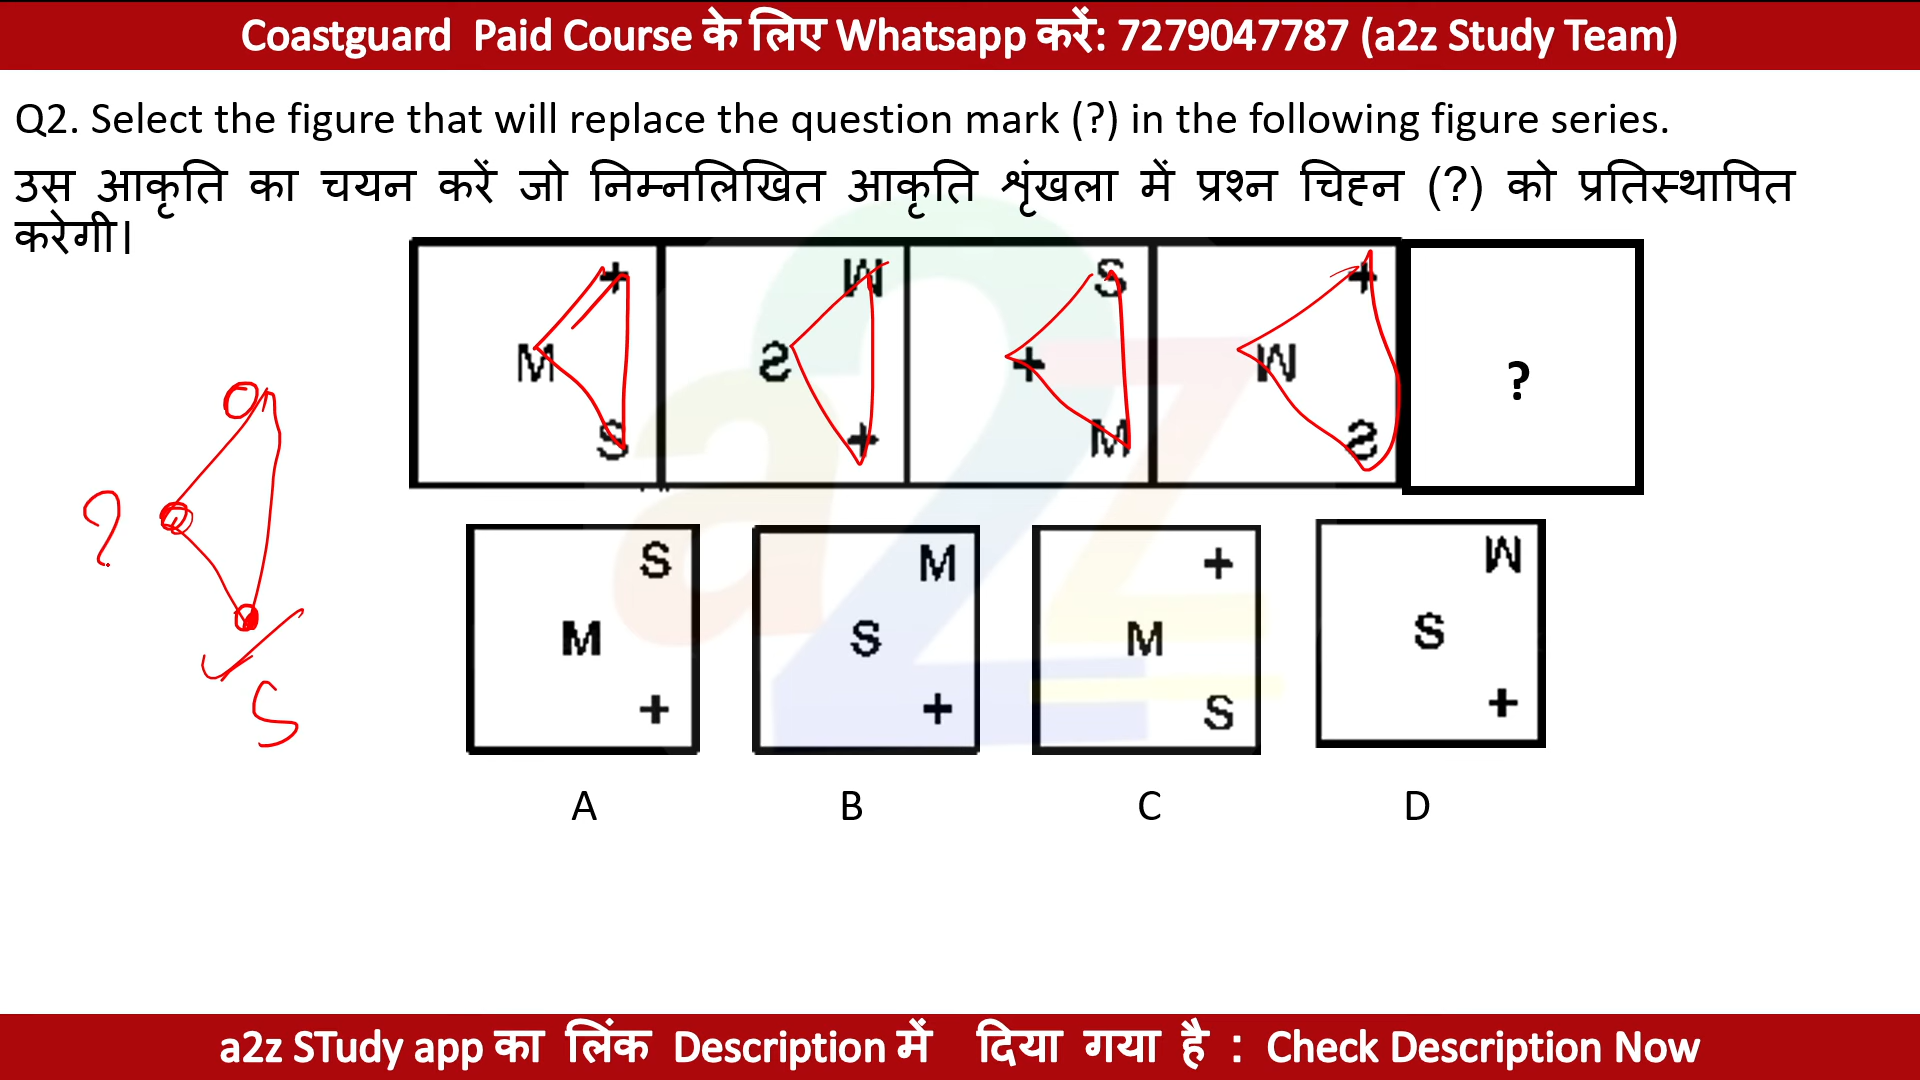 Coastguard Paid Course के लिए Whatsapp करें: 7279047787 (a2z Study Team)
Q2. Select the figure that will replace the question mark (?) in the following figure series.
उस आकृति का चयन करें जो निम्नलिखित आकृति शृंखला में प्रश्न चिह्न (?) को प्रतिस्थापित
करेगी।
+ M S +
M S + M ?
S + M S
? S
S M + M
M S M S
+ + S +
A B C D
a2z
a2z STudy app का लिंक Description में दिया गया है : Check Description Now